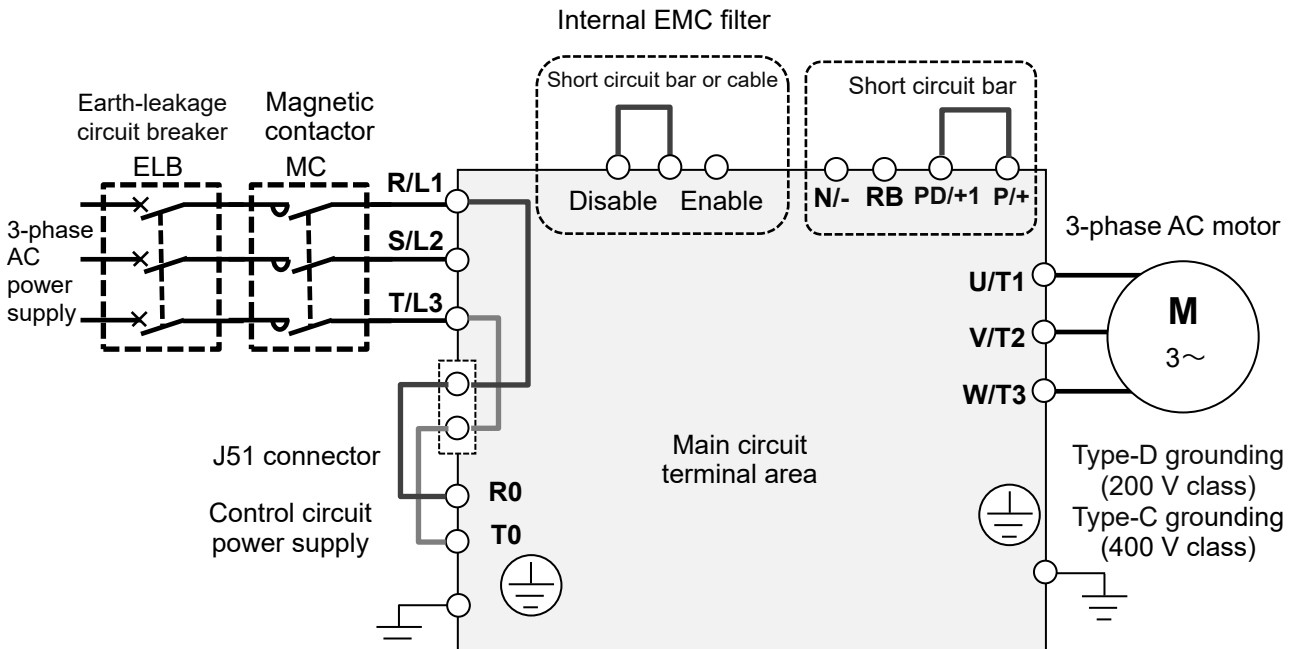 Internal EMC filter
Short circuit bar or cable
Short circuit bar
Earth-leakage
circuit breaker
ELB
Magnetic
contactor
MC
R/L1
Disable
Enable
N/-
RB
PD/+1
P/+
3-phase
AC
power
supply
S/L2
T/L3
3-phase AC motor
U/T1
V/T2
W/T3
M
3～
J51 connector
Main circuit
terminal area
R0
T0
Control circuit
power supply
Type-D grounding
(200 V class)
Type-C grounding
(400 V class)